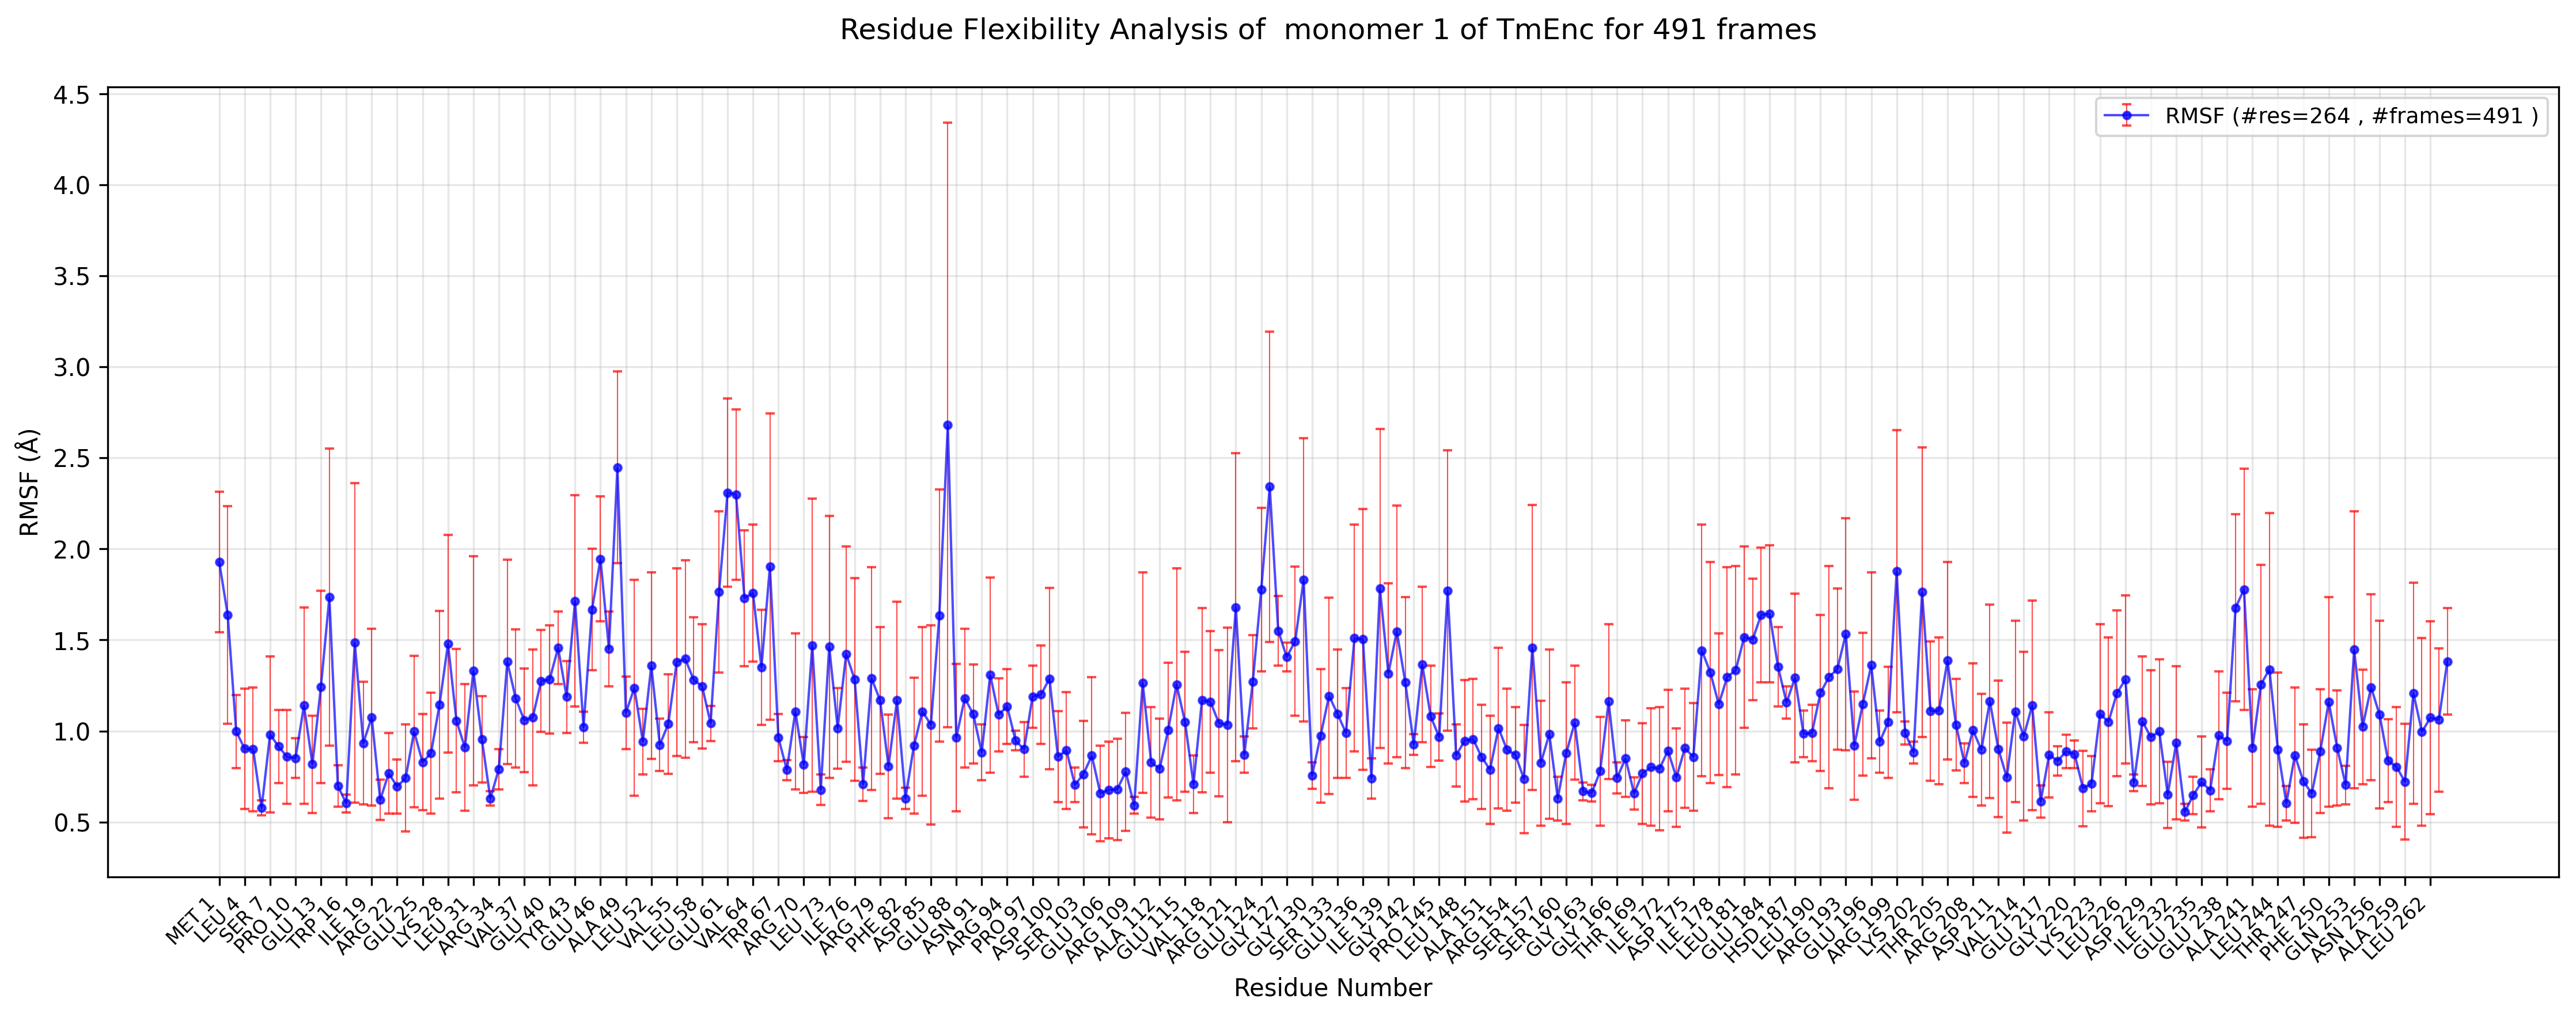 Residue Flexibility Analysis of  monomer 1 of TmEnc for 491 frames
RMSF (#res=264 , #frames=491 )
RMSF (Å)
4.5
4.0
3.5
3.0
2.5
2.0
1.5
1.0
0.5
MET 1
LEU 4
SER 7
PRO 10
GLU 13
TRP 16
ILE 19
ARG 22
GLU 25
LYS 28
LEU 31
ARG 34
VAL 37
GLU 40
TYR 43
GLU 46
ALA 49
LEU 52
VAL 55
LEU 58
GLU 61
VAL 64
TRP 67
ARG 70
LEU 73
ILE 76
ARG 79
PHE 82
ASP 85
GLU 88
ASN 91
ARG 94
PRO 97
ASP 100
SER 103
GLU 106
ARG 109
ALA 112
GLU 115
VAL 118
ARG 121
GLU 124
GLY 127
GLY 130
SER 133
GLU 136
ILE 139
GLY 142
PRO 145
LEU 148
ALA 151
ARG 154
SER 157
SER 160
GLY 163
GLY 166
THR 169
ILE 172
ASP 175
ILE 178
LEU 181
GLU 184
HSD 187
LEU 190
ARG 193
GLU 196
ARG 199
LYS 202
THR 205
ARG 208
ASP 211
VAL 214
GLU 217
GLY 220
LYS 223
LEU 226
ASP 229
ILE 232
GLU 235
GLU 238
ALA 241
LEU 244
THR 247
PHE 250
GLN 253
ASN 256
ALA 259
LEU 262
Residue Number